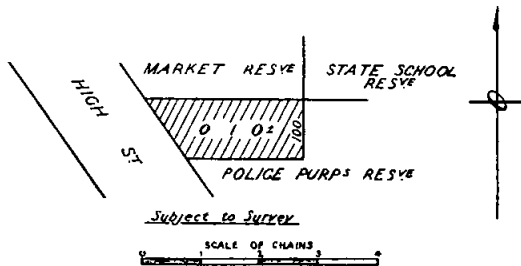 MARKET RESVE
STATE SCHOOL
RESVE
HIGH
ST
0 1 0±
100
POLICE PURPS RESVE
Subject to Survey
SCALE OF CHAINS
0 1 2 3 4